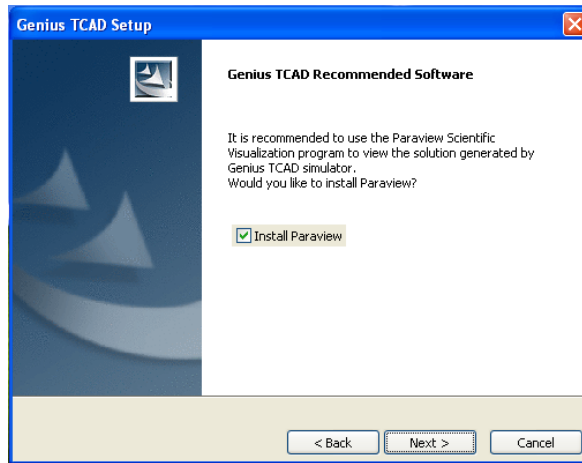 Genius TCAD Setup
Genius TCAD Recommended Software
It is recommended to use the Paraview Scientific
Visualization program to view the solution generated by
Genius TCAD simulator.
Would you like to install Paraview?
Install Paraview
< Back Next > Cancel